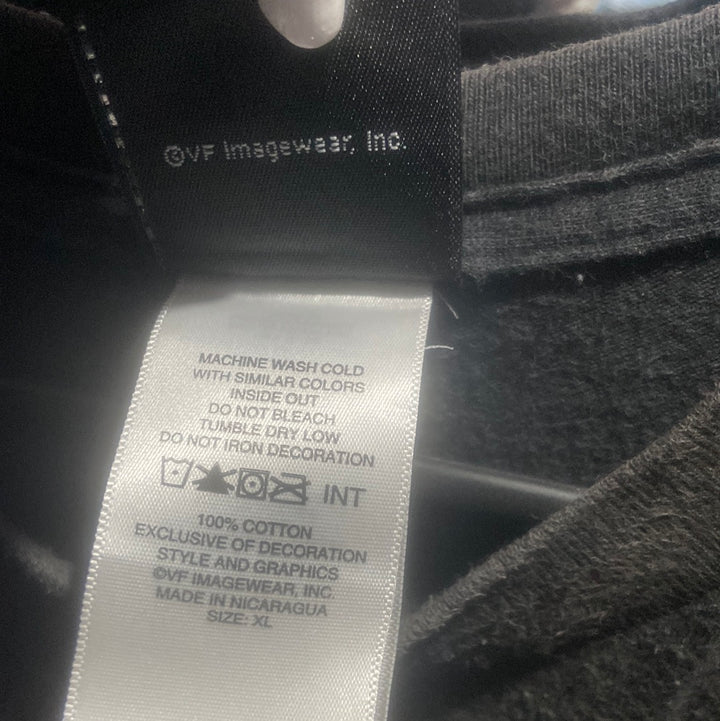 ©VF Imagewear, Inc.
MACHINE WASH COLD
WITH SIMILAR COLORS
INSIDE OUT
DO NOT BLEACH
TUMBLE DRY LOW
DO NOT IRON DECORATION
INT
100% COTTON
EXCLUSIVE OF DECORATION
STYLE AND GRAPHICS
©VF IMAGEWEAR, INC
MADE IN NICARAGUA
SIZE: XL